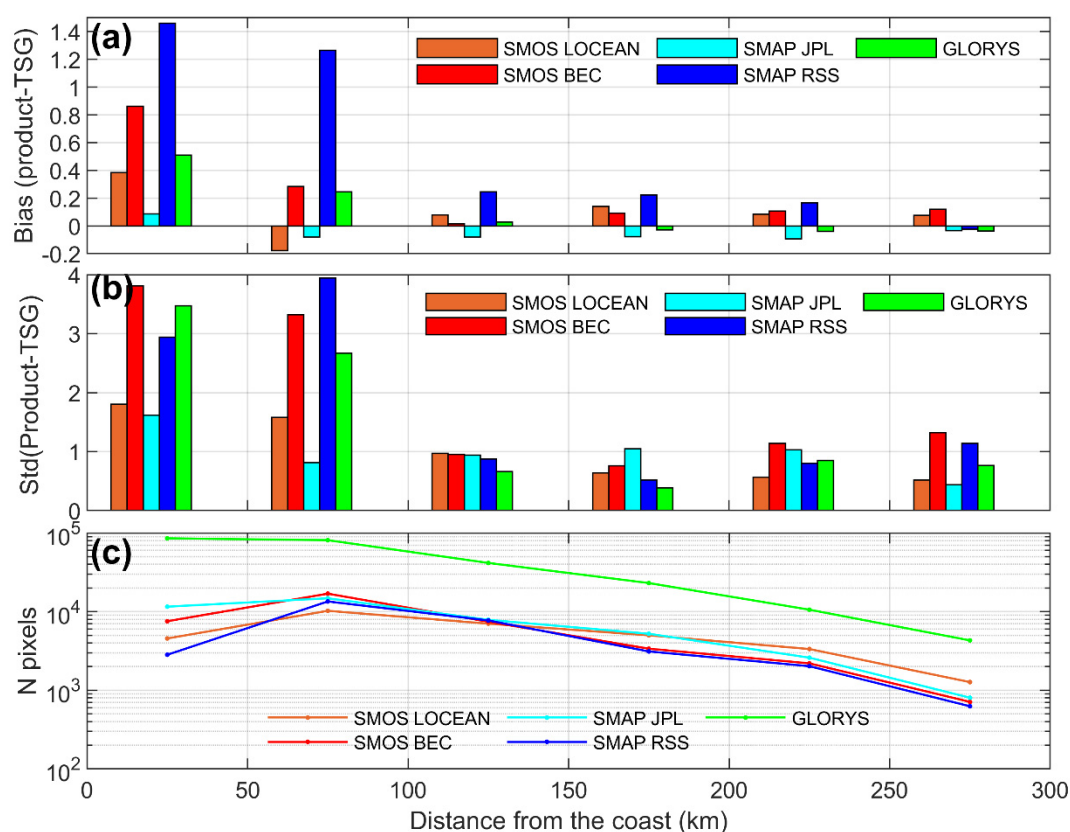 (a)
Bias (product-TSG)
1.4
1.2
1
0.8
0.6
0.4
0.2
0
-0.2
SMOS LOCEAN
SMAP JPL
GLORYS
SMOS BEC
SMAP RSS
(b)
Std(Product-TSG)
4
3
2
1
0
SMOS LOCEAN
SMAP JPL
GLORYS
SMOS BEC
SMAP RSS
(c)
N pixels
10^5
10^4
10^3
10^2
SMOS LOCEAN
SMAP JPL
GLORYS
SMOS BEC
SMAP RSS
0 50 100 150 200 250 300
Distance from the coast (km)